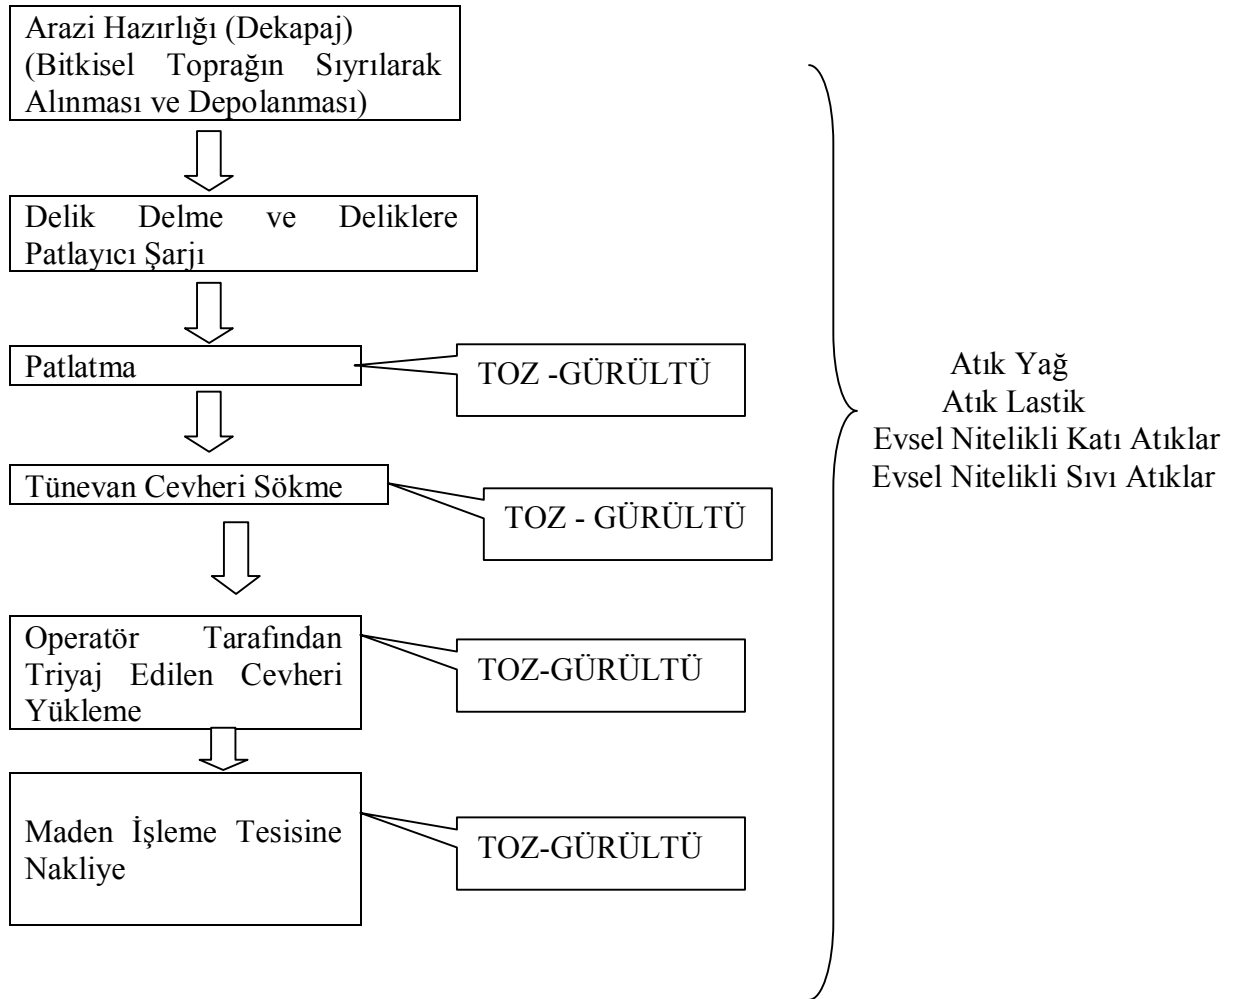 Arazi Hazırlığı (Dekapaj)
(Bitkisel Toprağın Sıyrılarak
Alınması ve Depolanması)
Delik Delme ve Deliklere
Patlayıcı Şarjı
Patlatma
TOZ -GÜRÜLTÜ
Tünevan Cevheri Sökme
TOZ - GÜRÜLTÜ
Operatör Tarafından
Triyaj Edilen Cevheri
Yükleme
TOZ-GÜRÜLTÜ
Maden İşleme Tesisine
Nakliye
TOZ-GÜRÜLTÜ
Atık Yağ
Atık Lastik
Evsel Nitelikli Katı Atıklar
Evsel Nitelikli Sıvı Atıklar